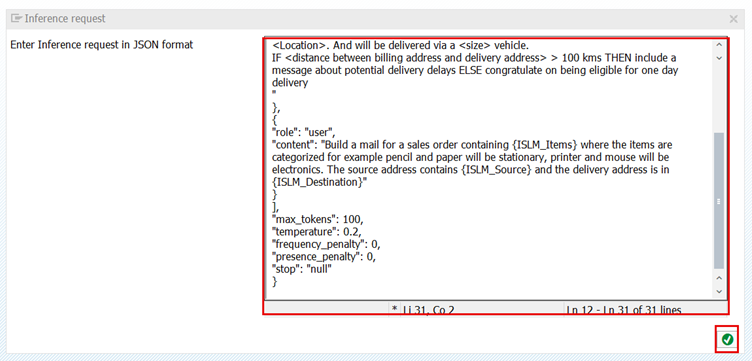 Inference request
Enter Inference request in JSON format
<Location>. And will be delivered via a <size> vehicle.
IF <distance between billing address and delivery address> > 100 kms THEN include a
message about potential delivery delays ELSE congratulate on being eligible for one day
delivery
"
},
{
"role": "user",
"content": "Build a mail for a sales order containing {ISLM_Items} where the items are
categorized for example pencil and paper will be stationary, printer and mouse will be
electronics. The source address contains {ISLM_Source} and the delivery address is in
{ISLM_Destination}"
}
],
"max_tokens": 100,
"temperature": 0.2,
"frequency_penalty": 0,
"presence_penalty": 0,
"stop": "null"
}
* Li 31, Co 2 Ln 12 - Ln 31 of 31 lines